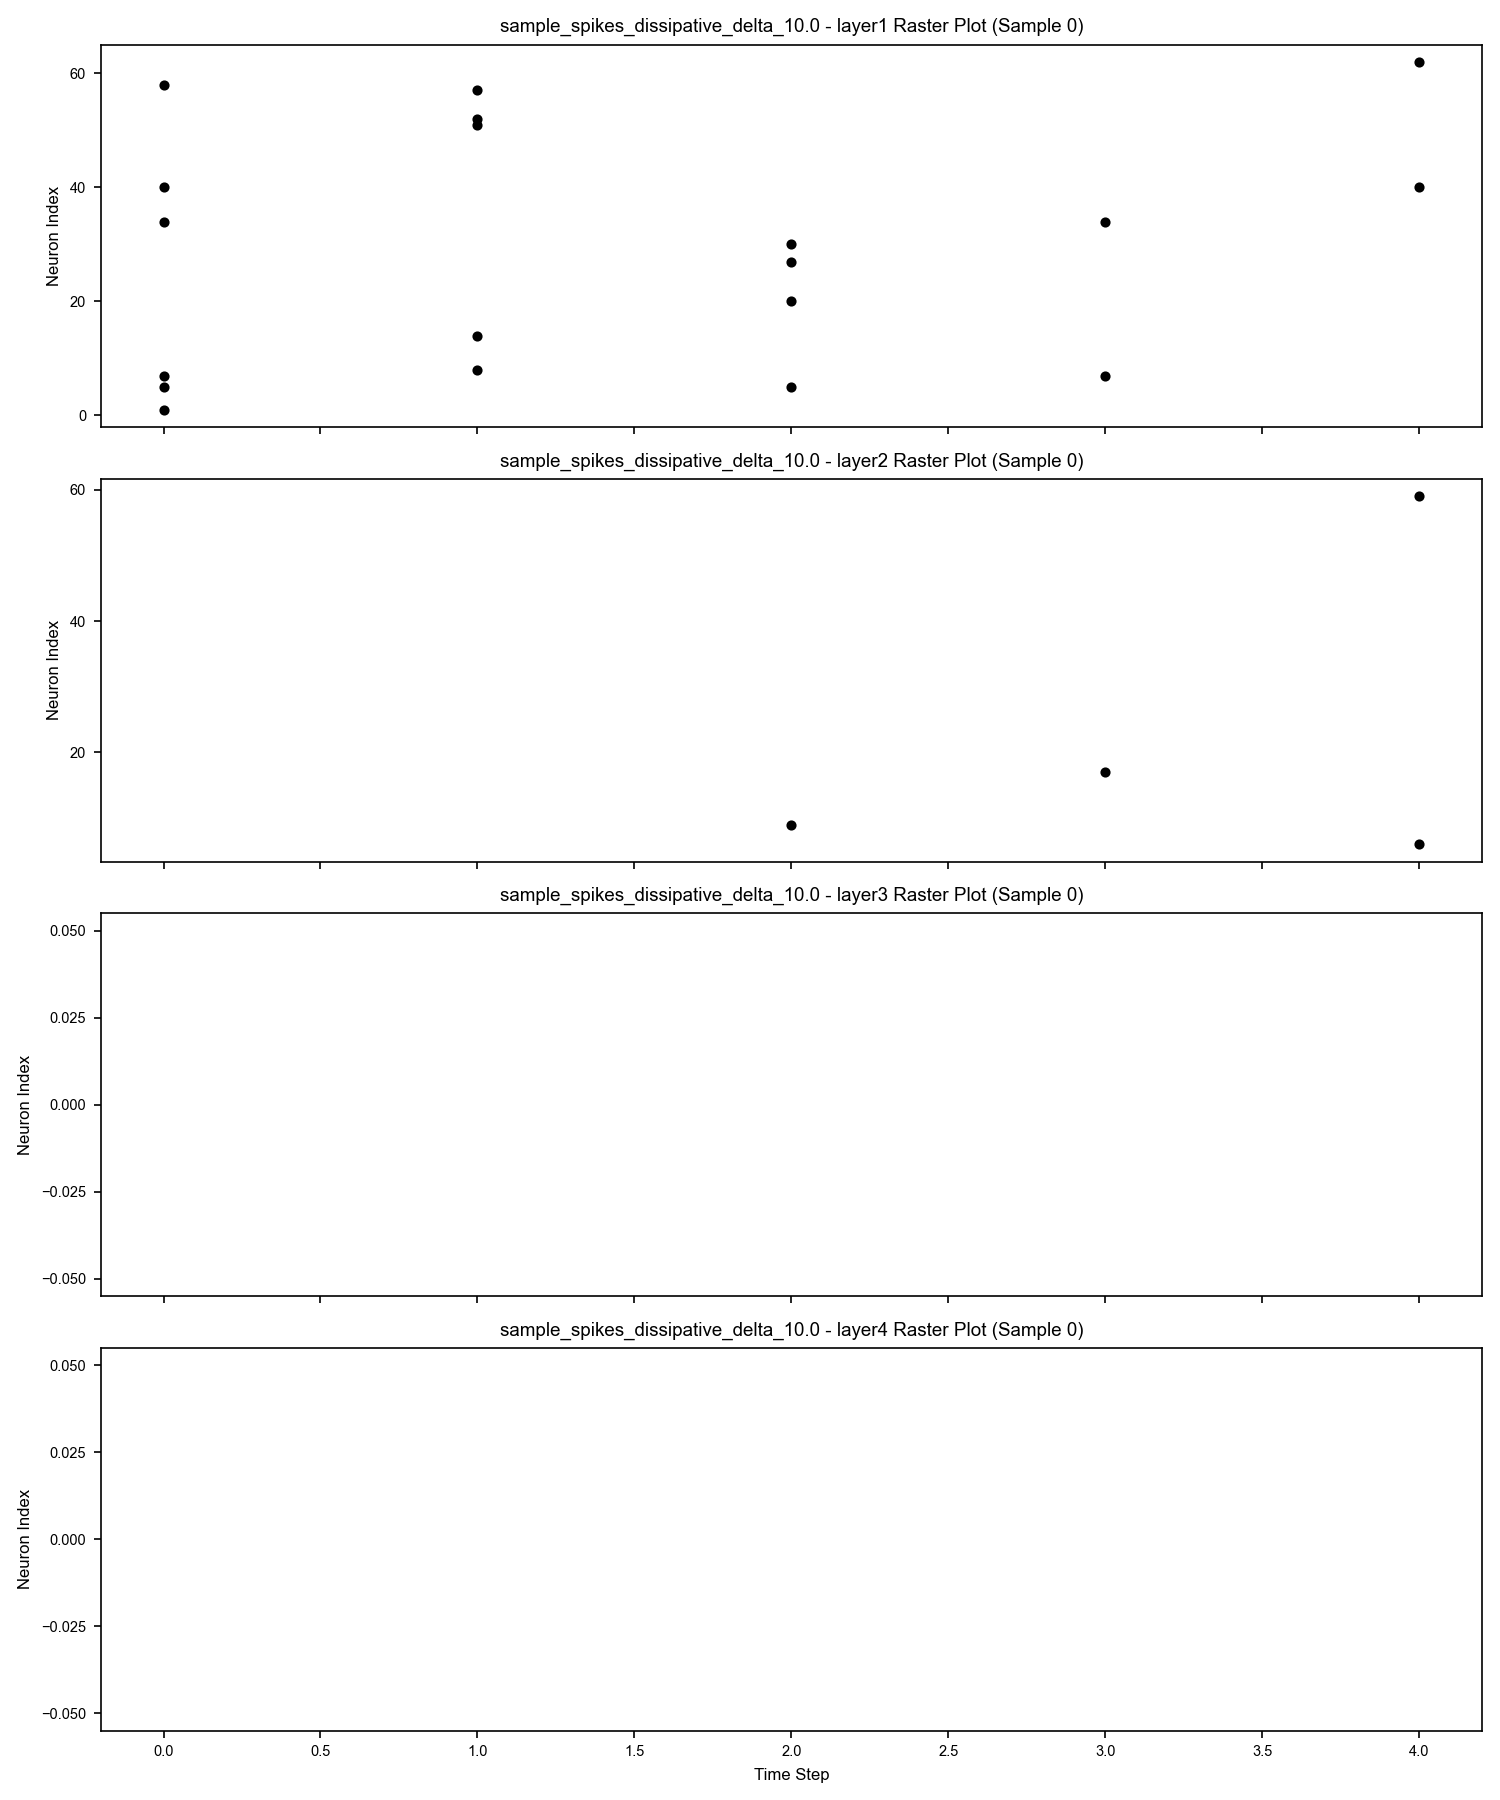 sample_spikes_dissipative_delta_10.0 - layer1 Raster Plot (Sample 0)
60
40
20
0
Neuron Index
sample_spikes_dissipative_delta_10.0 - layer2 Raster Plot (Sample 0)
60
40
20
Neuron Index
sample_spikes_dissipative_delta_10.0 - layer3 Raster Plot (Sample 0)
0.050
0.025
0.000
−0.025
−0.050
Neuron Index
sample_spikes_dissipative_delta_10.0 - layer4 Raster Plot (Sample 0)
0.050
0.025
0.000
−0.025
−0.050
Neuron Index
0.0 0.5 1.0 1.5 2.0 2.5 3.0 3.5 4.0
Time Step